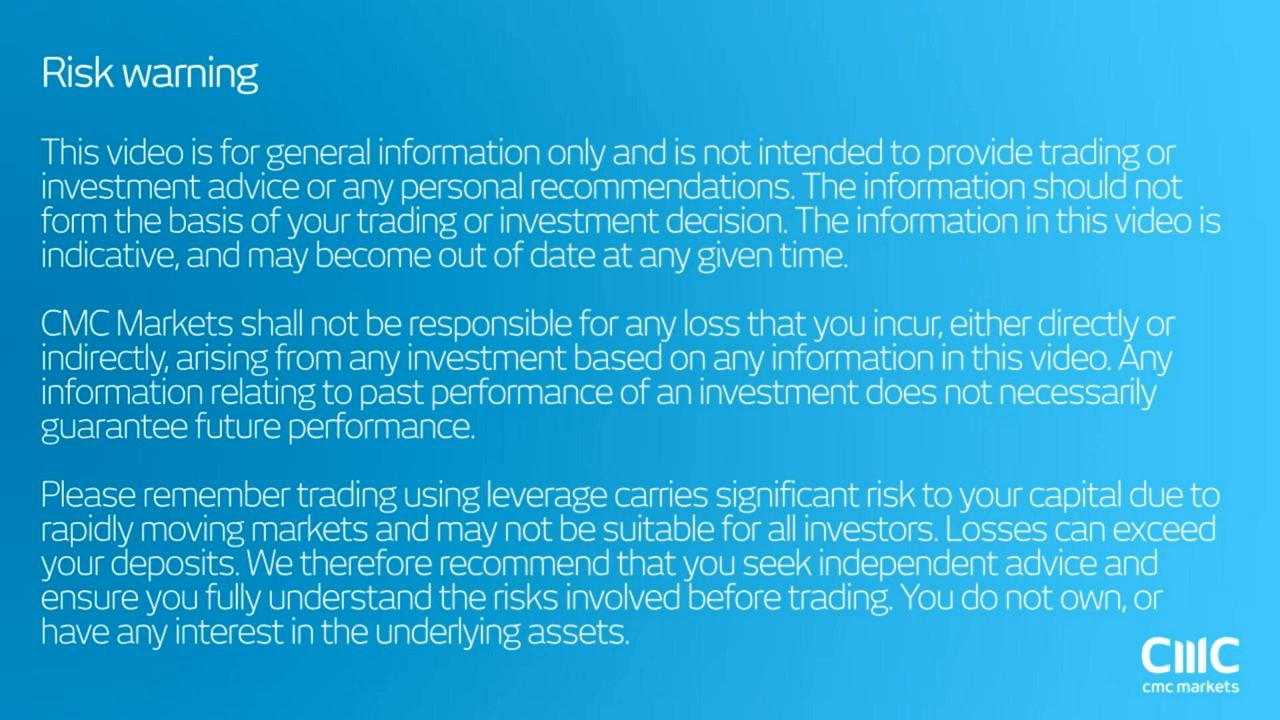 Risk warning
This video is for general information only and is not intended to provide trading or
investment advice or any personal recommendations. The information should not
form the basis of your trading or investment decision. The information in this video is
indicative, and may become out of date at any given time.
CMC Markets shall not be responsible for any loss that you incur, either directly or
indirectly, arising from any investment based on any information in this video. Any
information relating to past performance of an investment does not necessarily
guarantee future performance.
Please remember trading using leverage carries significant risk to your capital due to
rapidly moving markets and may not be suitable for all investors. Losses can exceed
your deposits. We therefore recommend that you seek independent advice and
ensure you fully understand the risks involved before trading. You do not own, or
have any interest in the underlying assets.
CMC
cmc markets